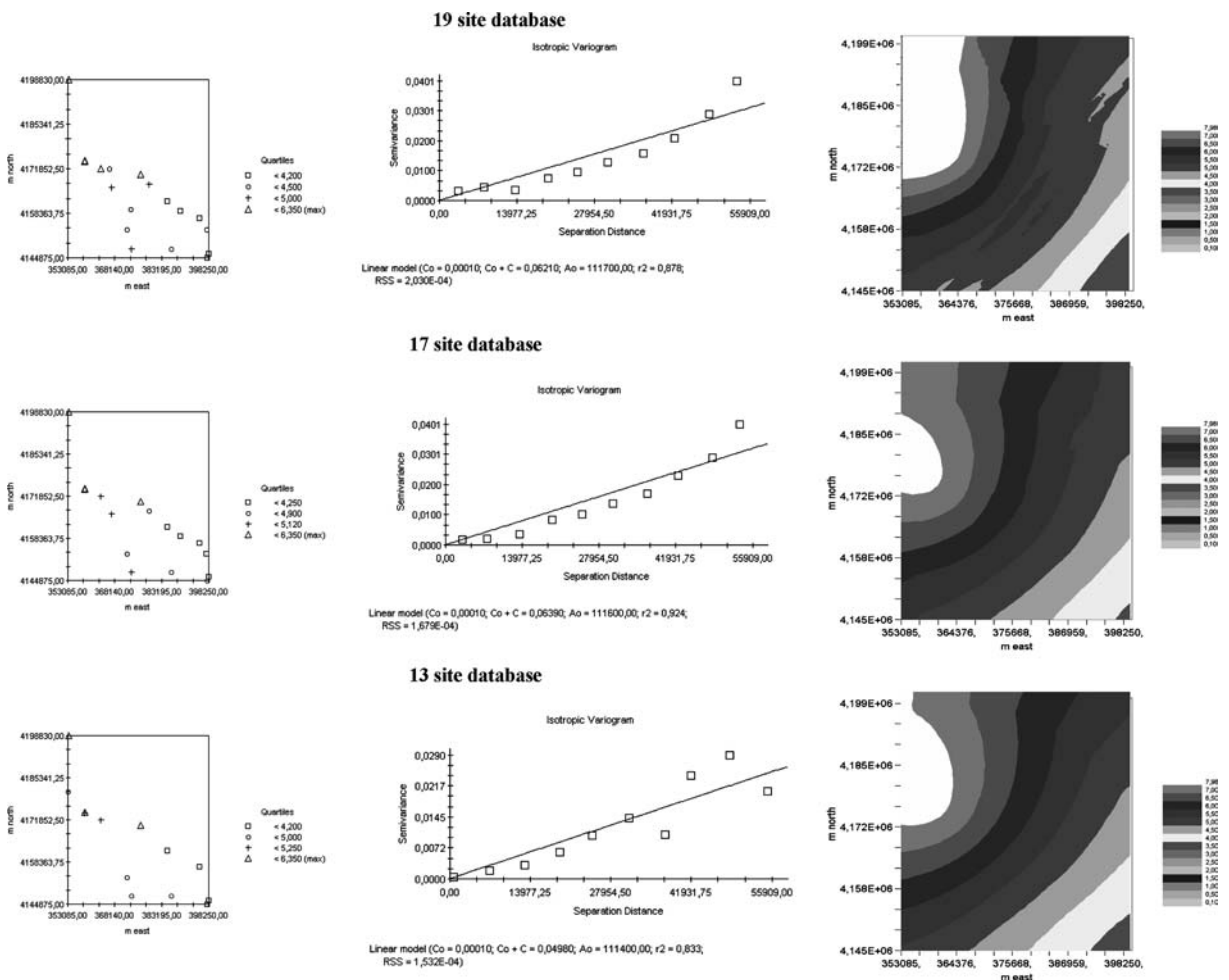 19 site database
4198830,00
4185341,25
4171852,50
4158363,75
4144875,00
m north
353085,00 368140,00 383195,00 398250,00
m east
Quartiles
< 4,200
< 4,500
< 5,000
< 6,350 (max)
Isotropic Variogram
0,0401
0,0301
0,0200
0,0100
0,0000
Semivariance
0,00 13977,25 27954,50 41931,75 55909,00
Separation Distance
Linear model (Co = 0,00010; Co + C = 0,06210; Ao = 111700,00; r2 = 0,878;
RSS = 2,030E-04)
4,199E+06
4,185E+06
4,172E+06
4,158E+06
4,145E+06
353085, 364376, 375668, 386959, 398250,
m east
17 site database
4198830,00
4185341,25
4171852,50
4158363,75
4144875,00
m north
353085,00 368140,00 383195,00 398250,00
m east
Quartiles
< 4,250
< 4,900
< 5,120
< 6,350 (max)
Isotropic Variogram
0,0401
0,0301
0,0200
0,0100
0,0000
Semivariance
0,00 13977,25 27954,50 41931,75 55909,00
Separation Distance
Linear model (Co = 0,00010; Co + C = 0,06390; Ao = 111600,00; r2 = 0,924;
RSS = 1,679E-04)
4,199E+06
4,185E+06
4,172E+06
4,158E+06
4,145E+06
353085, 364376, 375668, 386959, 398250,
m east
13 site database
4198830,00
4185341,25
4171852,50
4158363,75
4144875,00
m north
353085,00 368140,00 383195,00 398250,00
m east
Quartiles
< 4,200
< 5,000
< 5,250
< 6,350 (max)
Isotropic Variogram
0,0290
0,0217
0,0145
0,0072
0,0000
Semivariance
0,00 13977,25 27954,50 41931,75 55909,00
Separation Distance
Linear model (Co = 0,00010; Co + C = 0,04980; Ao = 111400,00; r2 = 0,833;
RSS = 1,532E-04)
4,199E+06
4,185E+06
4,172E+06
4,158E+06
4,145E+06
353085, 364376, 375668, 386959, 398250,
m east